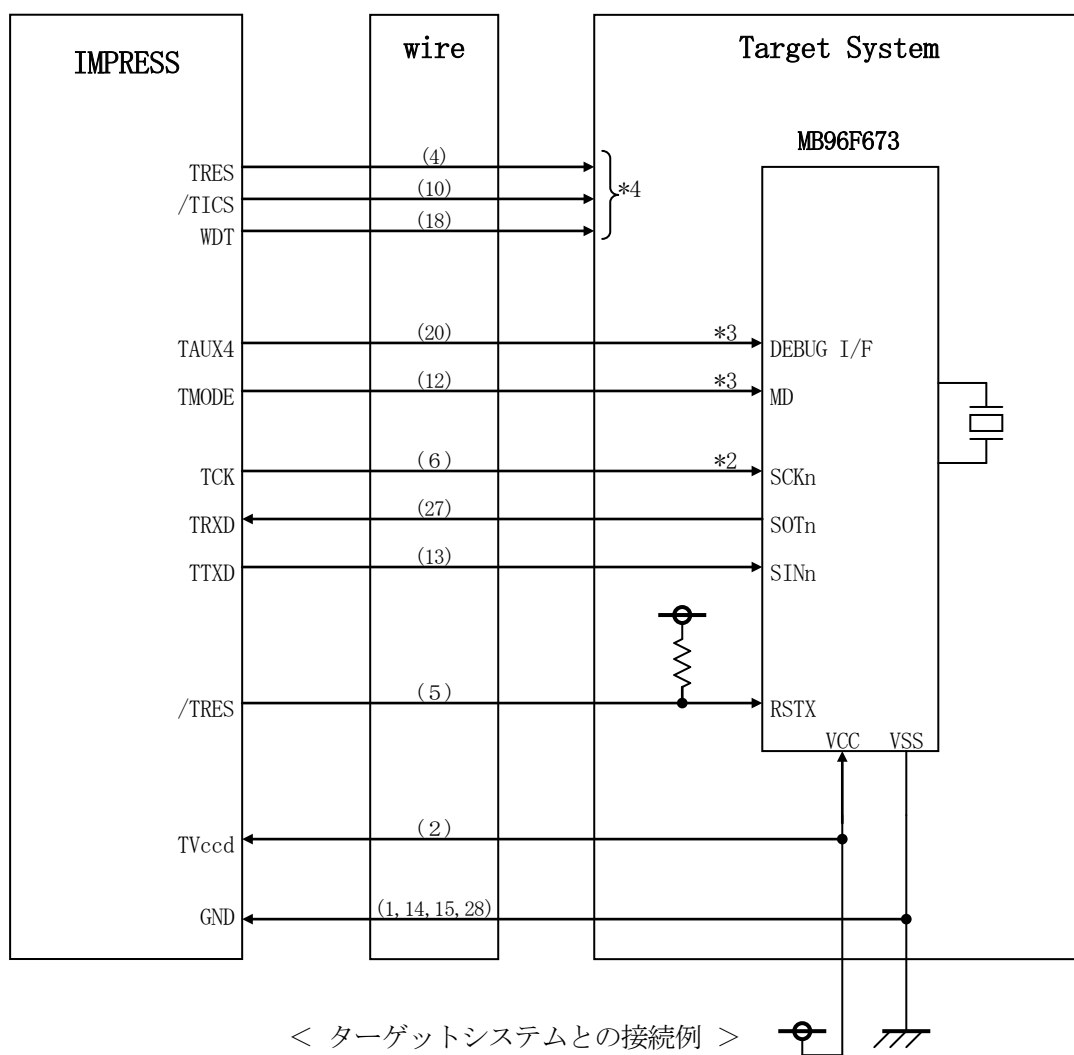 IMPRESS
wire
Target System
MB96F673
TRES
(4)
*4
/TICS
(10)
WDT
(18)
TAUX4
(20)
*3
DEBUG I/F
TMODE
(12)
*3
MD
TCK
(6)
*2
SCKn
TRXD
(27)
SOTn
TTXD
(13)
SINn
/TRES
(5)
RSTX
VCC
VSS
TVccd
(2)
GND
(1,14,15,28)
< ターゲットシステムとの接続例 >